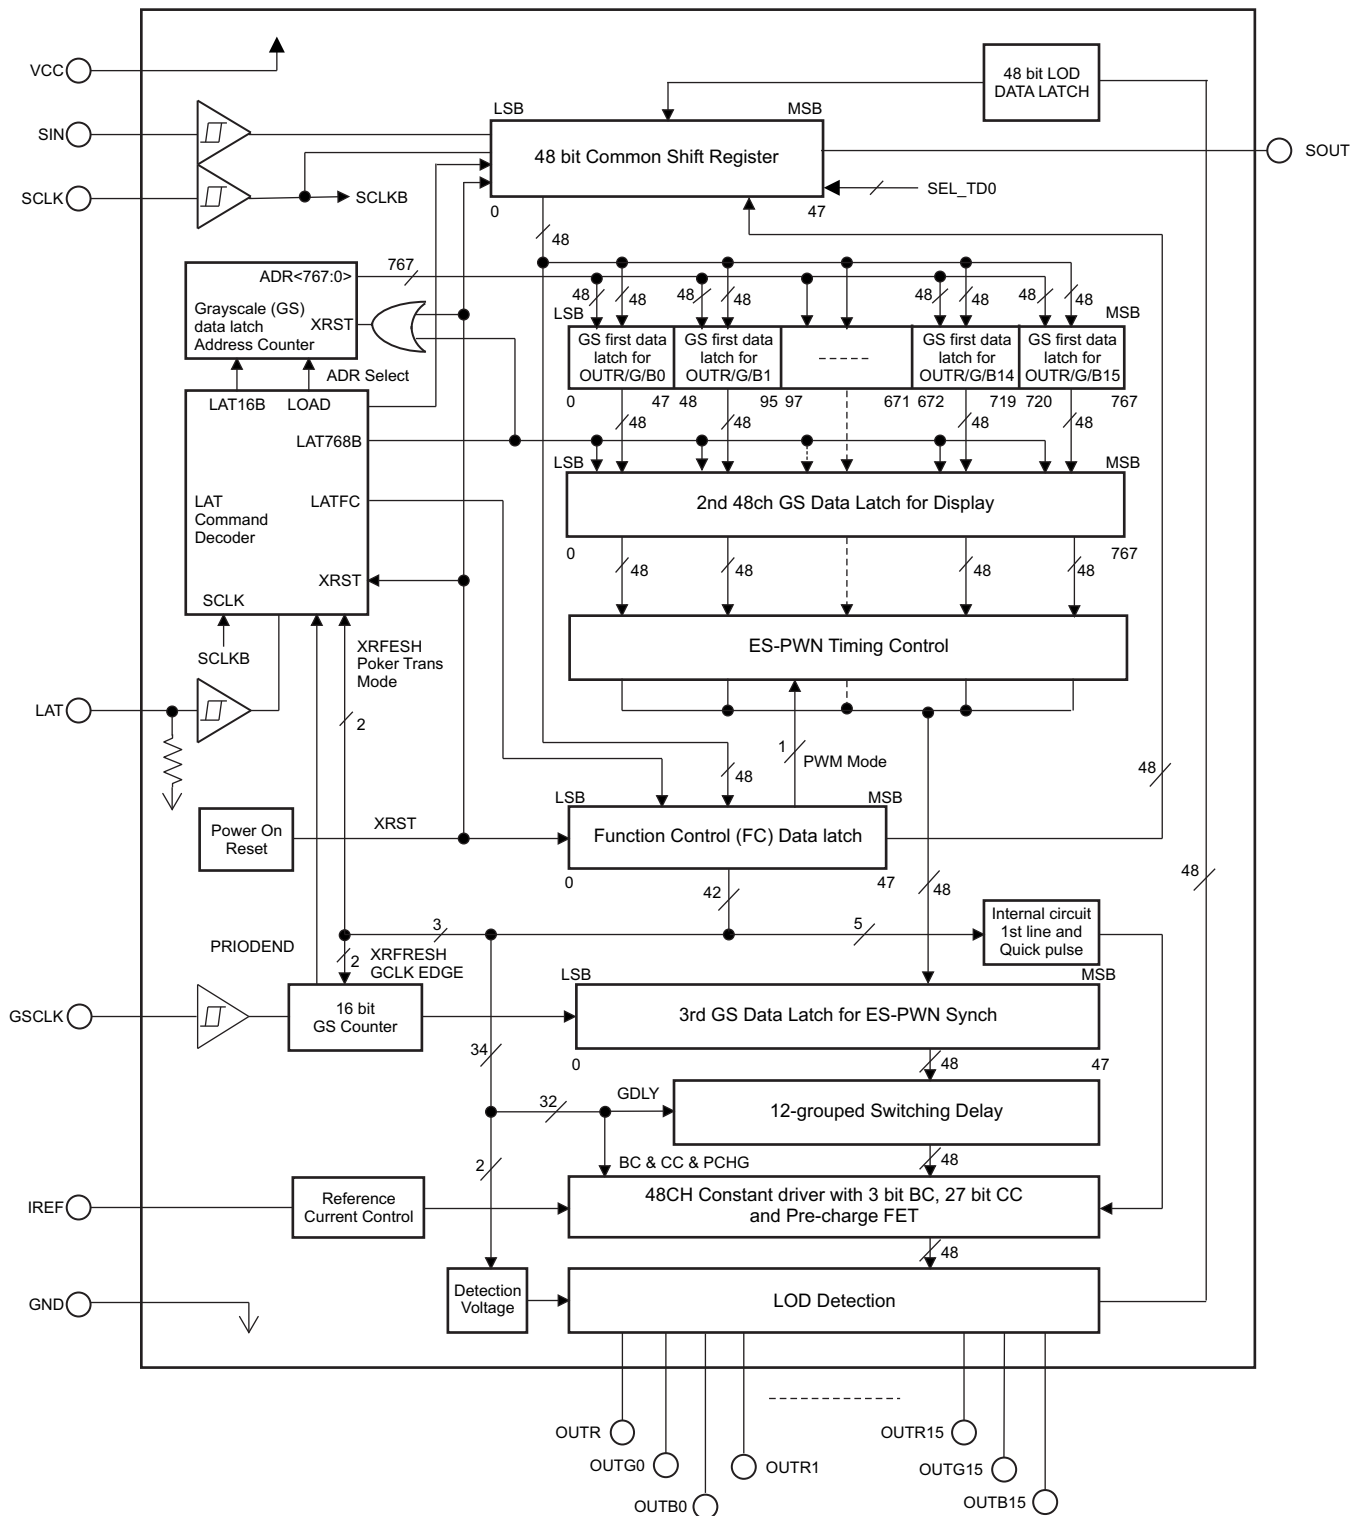 VCC
48 bit LOD
DATA LATCH
LSB
MSB
SIN
48 bit Common Shift Register
SOUT
SCLK
SCLKB
SEL_TD0
0
47
48
ADR<767:0>
767
Grayscale (GS)
data latch
Address Counter
XRST
48
48
48
48
48
48
48
48
LSB
MSB
GS first data
latch for
OUTR/G/B0
GS first data
latch for
OUTR/G/B1
GS first data
latch for
OUTR/G/B14
GS first data
latch for
OUTR/G/B15
ADR Select
LAT16B
LOAD
0
47
48
95
97
671
672
719
720
767
48
48
48
48
LAT768B
LSB
MSB
LATFC
LAT
Command
Decoder
2nd 48ch GS Data Latch for Display
0
767
XRST
48
48
48
48
SCLK
SCLKB
XRFESH
Poker Trans
Mode
ES-PWN Timing Control
LAT
2
1
PWM Mode
48
48
LSB
MSB
Power On
Reset
XRST
Function Control (FC) Data latch
0
47
48
42
48
Internal circuit
1st line and
Quick pulse
3
5
PRIODEND
2
XRFRESH
GCLK EDGE
LSB
MSB
GSCLK
16 bit
GS Counter
3rd GS Data Latch for ES-PWN Synch
0
47
34
48
32
GDLY
12-grouped Switching Delay
2
BC & CC & PCHG
48
IREF
Reference
Current Control
48CH Constant driver with 3 bit BC, 27 bit CC
and Pre-charge FET
48
GND
Detection
Voltage
LOD Detection
OUTR
OUTR15
OUTG0
OUTR1
OUTG15
OUTB0
OUTB15